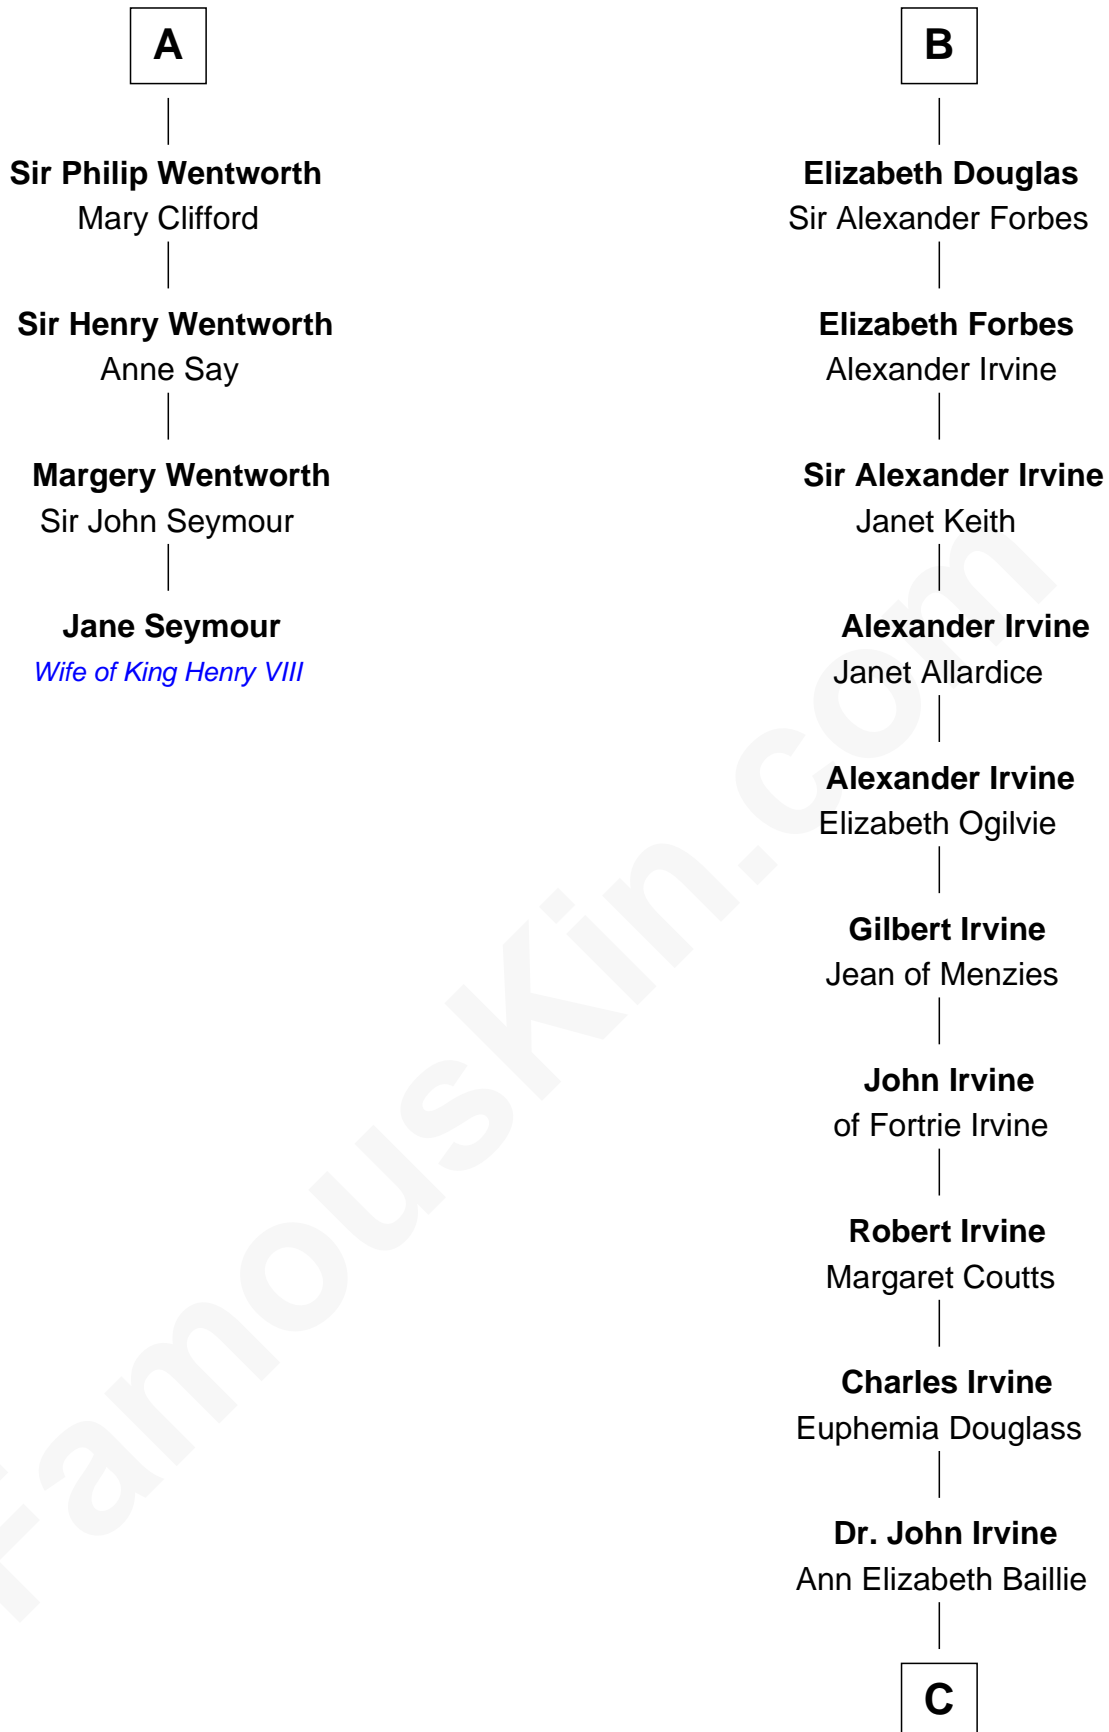 A
Sir Philip Wentworth
Mary Clifford
Sir Henry Wentworth
Anne Say
Margery Wentworth
Sir John Seymour
Jane Seymour
Wife of King Henry VIII
B
Elizabeth Douglas
Sir Alexander Forbes
Elizabeth Forbes
Alexander Irvine
Sir Alexander Irvine
Janet Keith
Alexander Irvine
Janet Allardice
Alexander Irvine
Elizabeth Ogilvie
Gilbert Irvine
Jean of Menzies
John Irvine
of Fortrie Irvine
Robert Irvine
Margaret Coutts
Charles Irvine
Euphemia Douglass
Dr. John Irvine
Ann Elizabeth Baillie
C
FamousKin.com